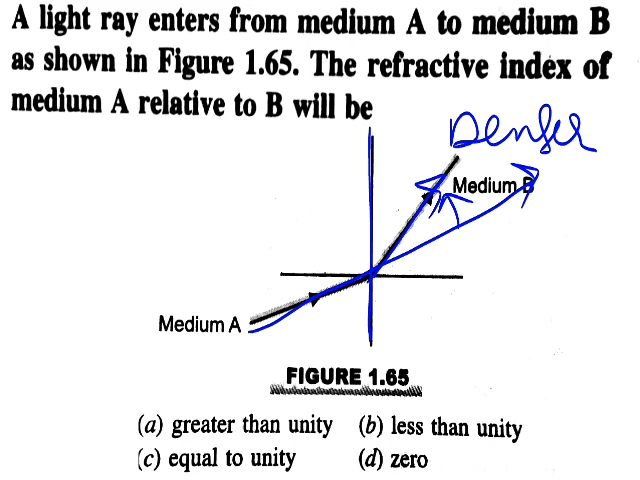 A light ray enters from medium A to medium B
as shown in Figure 1.65. The refractive index of
medium A relative to B will be
Denser
Medium B
Medium A
FIGURE 1.65
(a) greater than unity (b) less than unity
(c) equal to unity (d) zero